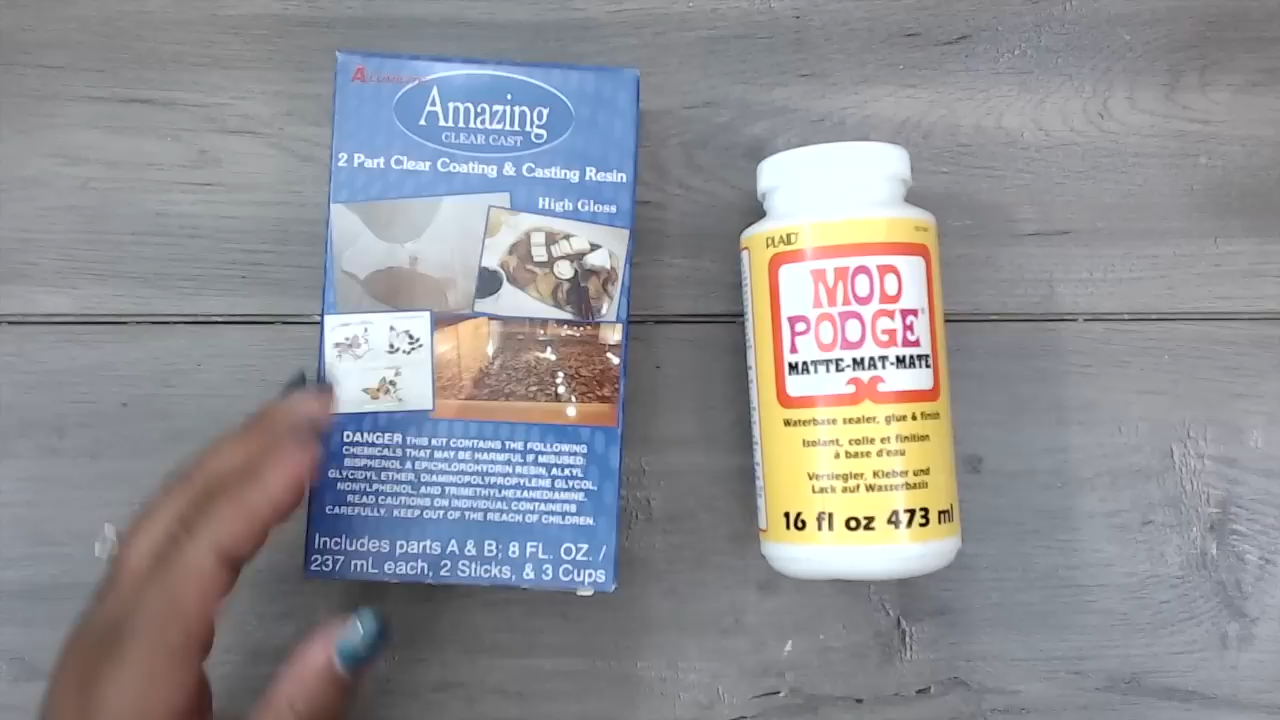 ALUMILITE
Amazing
CLEAR CAST
2 Part Clear Coating & Casting Resin
High Gloss
DANGER THIS KIT CONTAINS THE FOLLOWING
CHEMICALS THAT MAY BE HARMFUL IF MISUSED:
BISPHENOL A EPICHLOROHYDRIN RESIN, ALKYL
GLYCIDYL ETHER, DIAMINOPOLYPROPYLENE GLYCOL,
NONYLPHENOL, AND TRIMETHYLHEXANEDIAMINE.
READ CAUTIONS ON INDIVIDUAL CONTAINERS
CAREFULLY. KEEP OUT OF THE REACH OF CHILDREN.
Includes parts A & B; 8 FL. OZ. /
237 mL each, 2 Sticks, & 3 Cups
PLAID
MOD
PODGE
MATTE-MAT-MATE
Waterbase sealer, glue & finish
Isolant, colle et finition
à base d'eau
Versiegler, Kleber und
Lack auf Wasserbasis
16 fl oz 473 ml